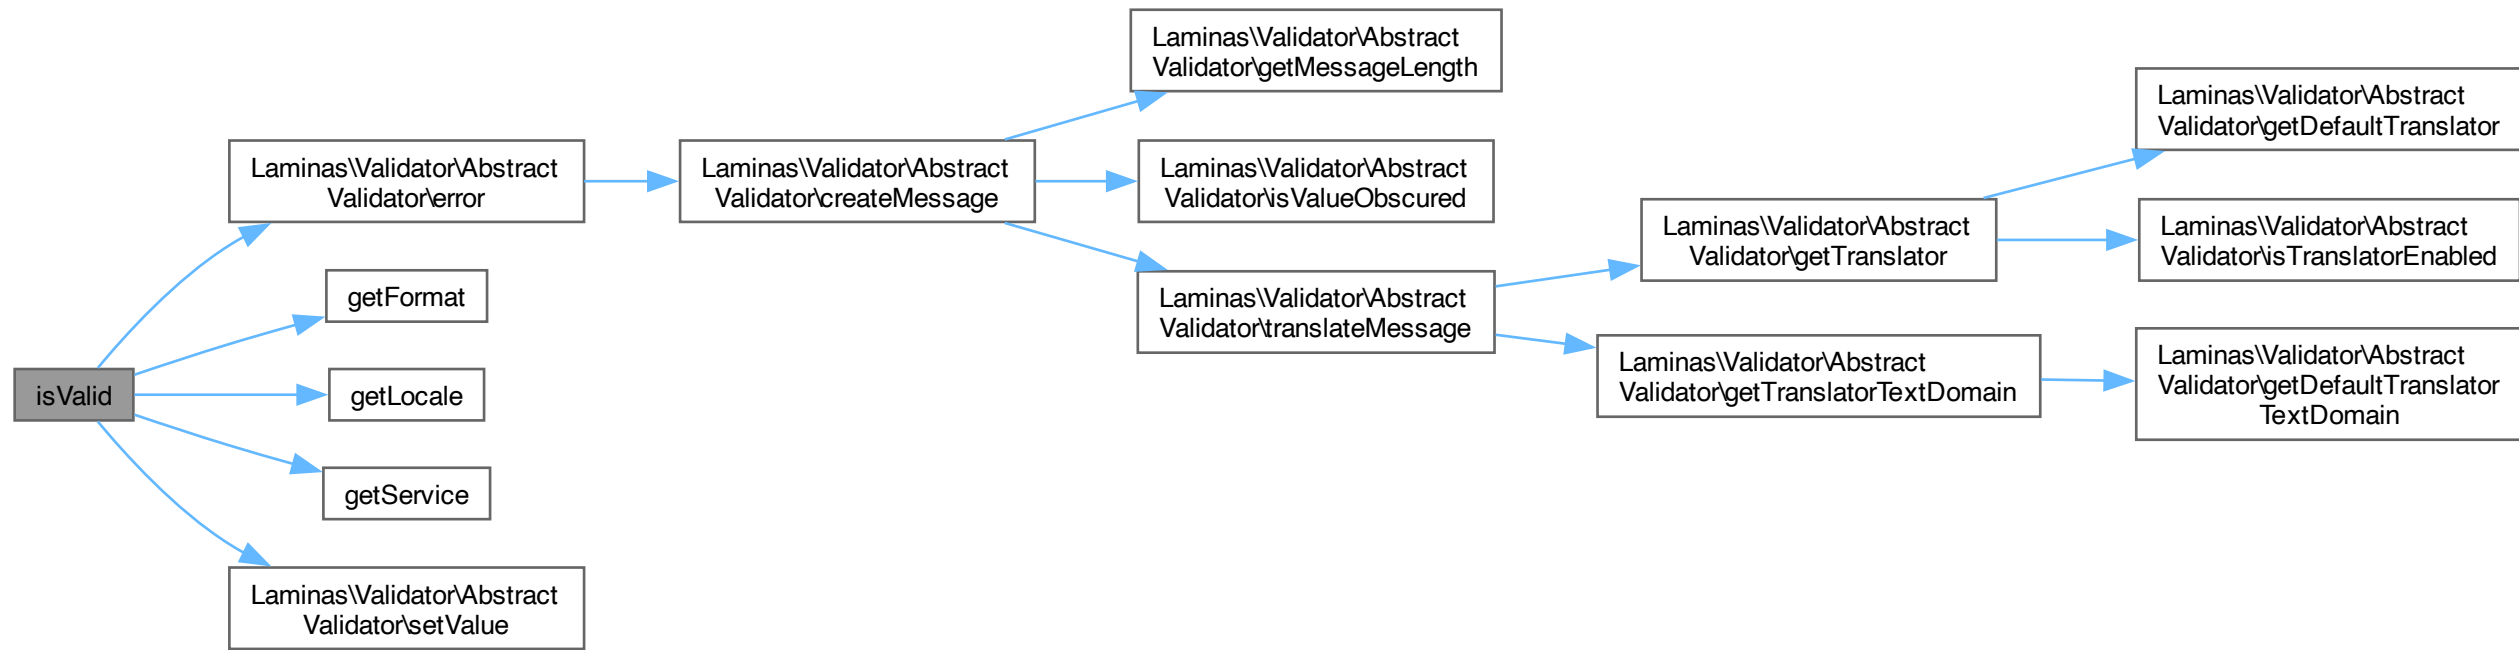 isValid
Laminas\Validator\Abstract
Validator\error
getFormat
getLocale
getService
Laminas\Validator\Abstract
Validator\setValue
Laminas\Validator\Abstract
Validator\createMessage
Laminas\Validator\Abstract
Validator\getMessageLength
Laminas\Validator\Abstract
Validator\isValueObscured
Laminas\Validator\Abstract
Validator\translateMessage
Laminas\Validator\Abstract
Validator\getTranslator
Laminas\Validator\Abstract
Validator\getTranslatorTextDomain
Laminas\Validator\Abstract
Validator\getDefaultTranslator
Laminas\Validator\Abstract
Validator\isTranslatorEnabled
Laminas\Validator\Abstract
Validator\getDefaultTranslator
TextDomain